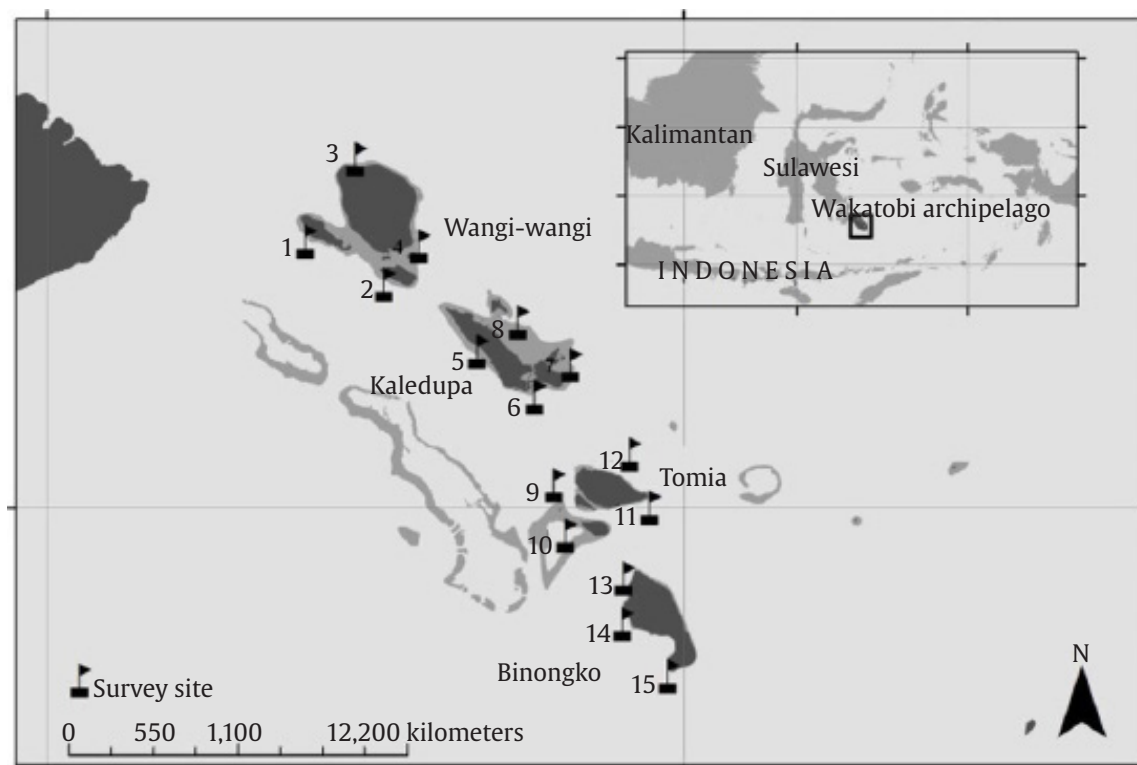 Kalimantan
Sulawesi
Wakatobi archipelago
INDONESIA
3
Wangi-wangi
1
4
2
8
5
7
Kaledupa
6
12
Tomia
9
11
10
13
14
Binongko
15
N
Survey site
0 550 1,100 12,200 kilometers